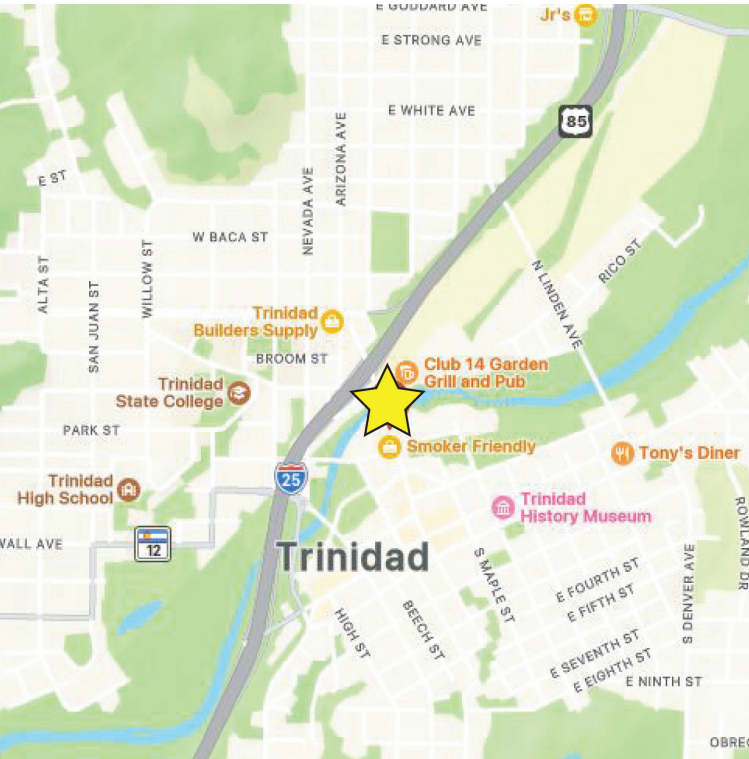 E GODDARD AVE
Jr's
E STRONG AVE
E WHITE AVE
85
ARIZONA AVE
NEVADA AVE
E ST
W BACA ST
ALTA ST
SAN JUAN ST
WILLOW ST
RICO ST
N LINDEN AVE
Trinidad
Builders Supply
BROOM ST
Club 14 Garden
Grill and Pub
Trinidad
State College
PARK ST
Smoker Friendly
Tony's Diner
25
Trinidad
High School
Trinidad
History Museum
ROWLAND DR
WALL AVE
12
Trinidad
S MAPLE ST
E FOURTH ST
E FIFTH ST
S DENVER AVE
HIGH ST
BEECH ST
E SEVENTH ST
E EIGHTH ST
E NINTH ST
OBREG